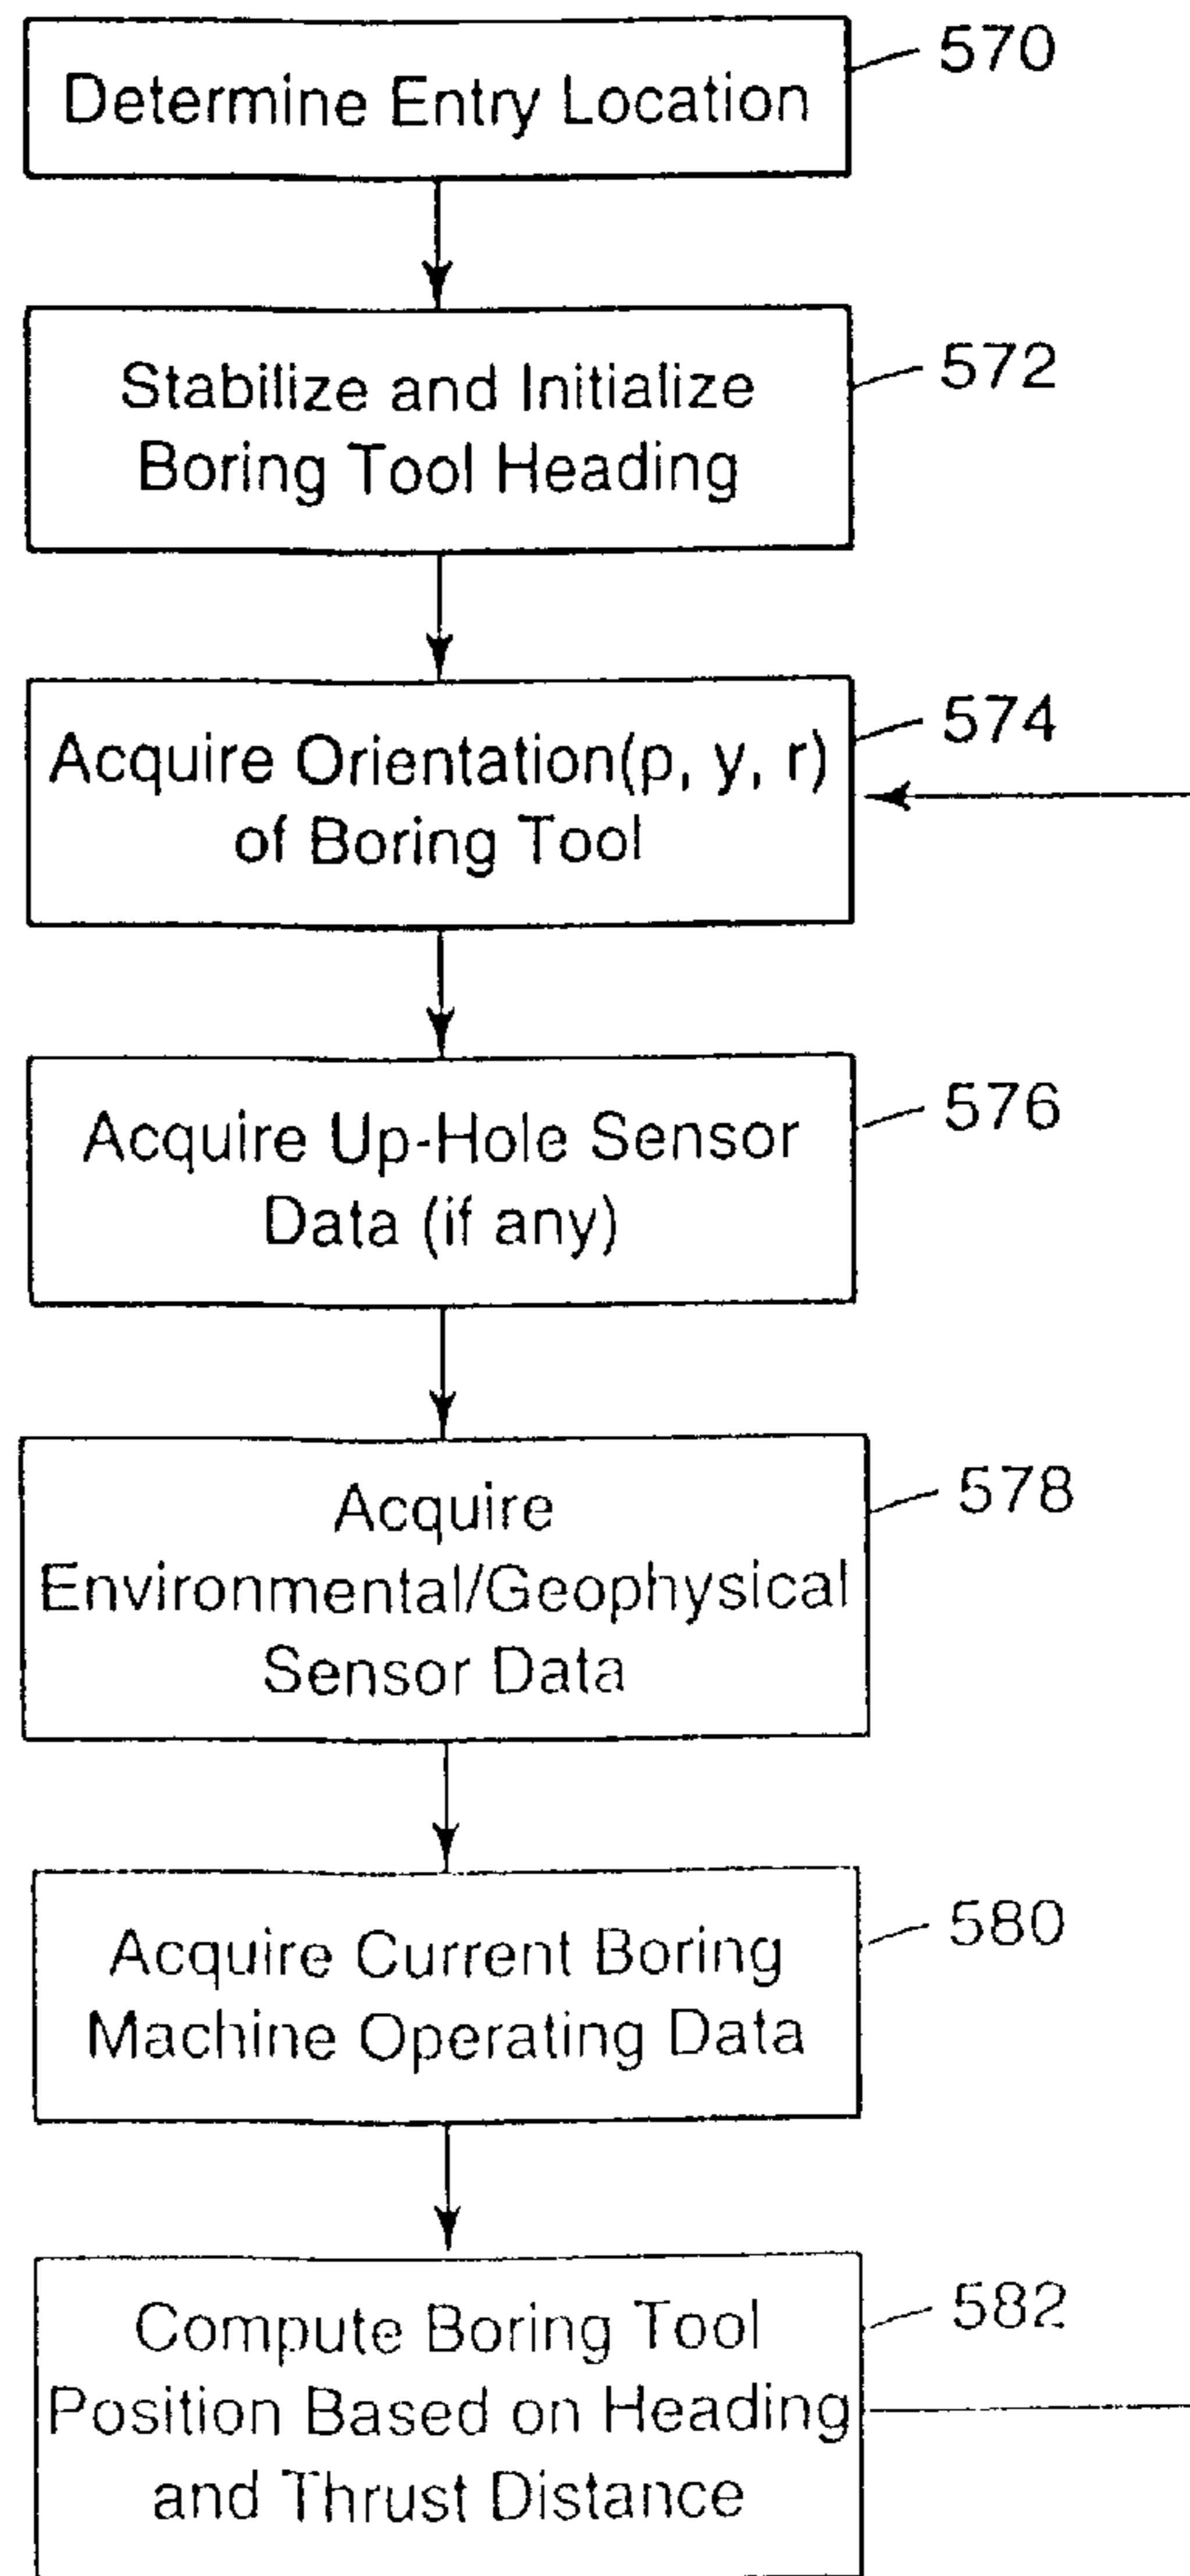 Determine Entry Location
570
Stabilize and Initialize
Boring Tool Heading
572
Acquire Orientation(p, y, r)
of Boring Tool
574
Acquire Up-Hole Sensor
Data (if any)
576
Acquire
Environmental/Geophysical
Sensor Data
578
Acquire Current Boring
Machine Operating Data
580
Compute Boring Tool
Position Based on Heading
and Thrust Distance
582